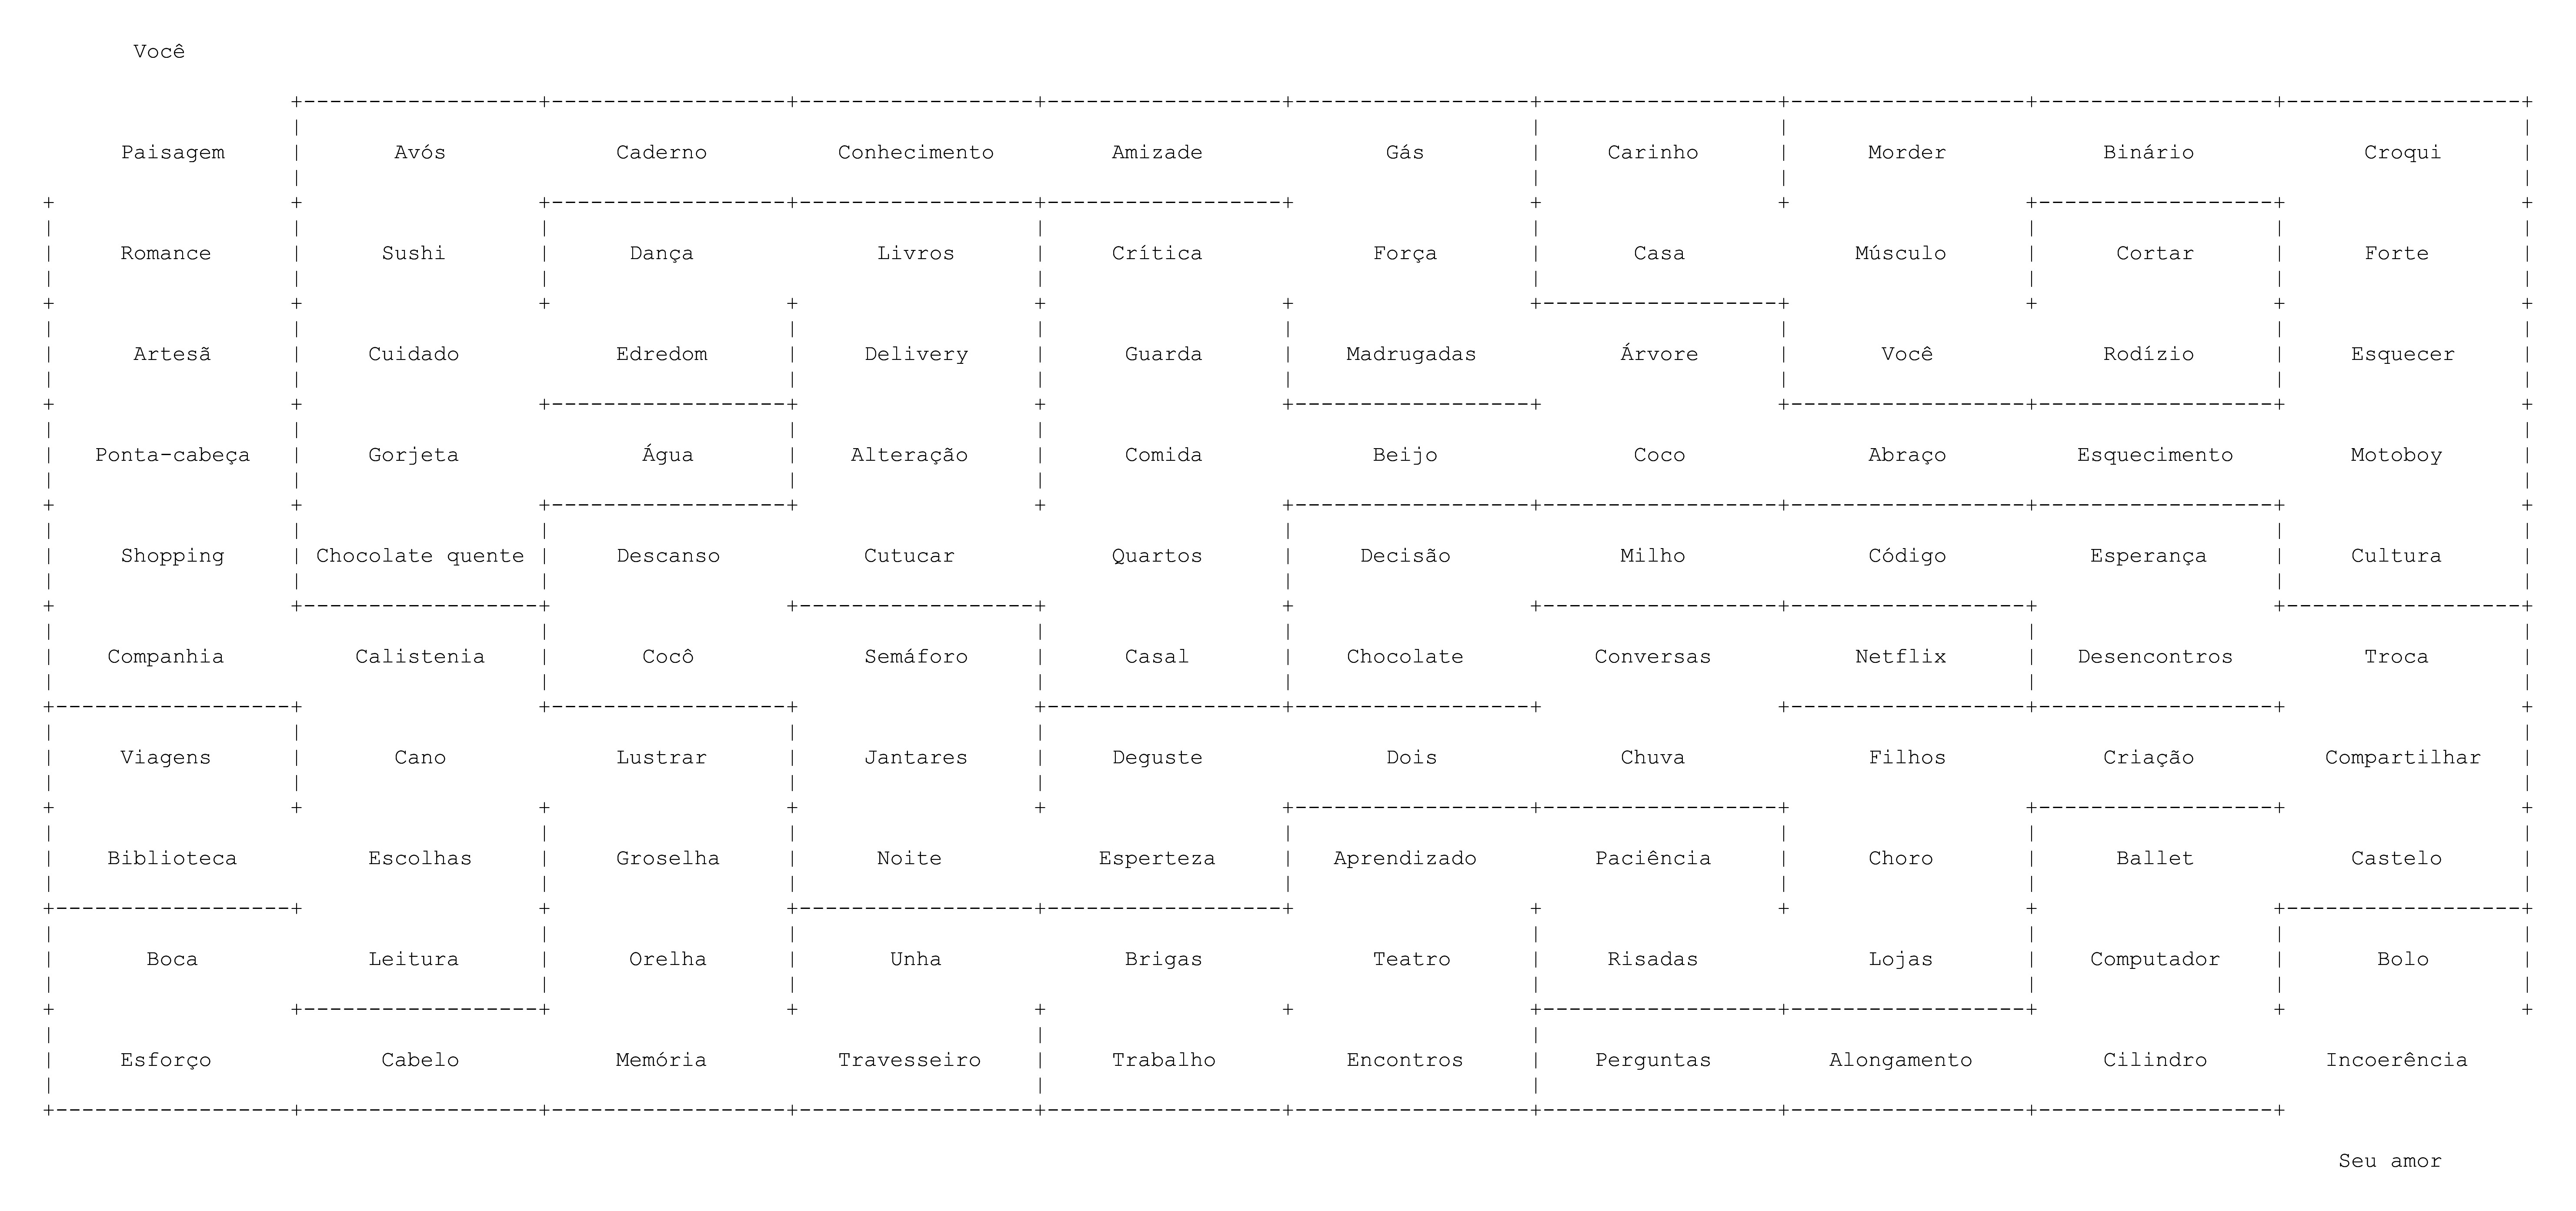 Você
Paisagem Avós Caderno Conhecimento Amizade Gás Carinho Morder Binário Croqui
Romance Sushi Dança Livros Crítica Força Casa Músculo Cortar Forte
Artesã Cuidado Edredom Delivery Guarda Madrugadas Árvore Você Rodízio Esquecer
Ponta-cabeça Gorjeta Água Alteração Comida Beijo Coco Abraço Esquecimento Motoboy
Shopping Chocolate quente Descanso Cutucar Quartos Decisão Milho Código Esperança Cultura
Companhia Calistenia Cocô Semáforo Casal Chocolate Conversas Netflix Desencontros Troca
Viagens Cano Lustrar Jantares Deguste Dois Chuva Filhos Criação Compartilhar
Biblioteca Escolhas Groselha Noite Esperteza Aprendizado Paciência Choro Ballet Castelo
Boca Leitura Orelha Unha Brigas Teatro Risadas Lojas Computador Bolo
Esforço Cabelo Memória Travesseiro Trabalho Encontros Perguntas Alongamento Cilindro Incoerência
Seu amor